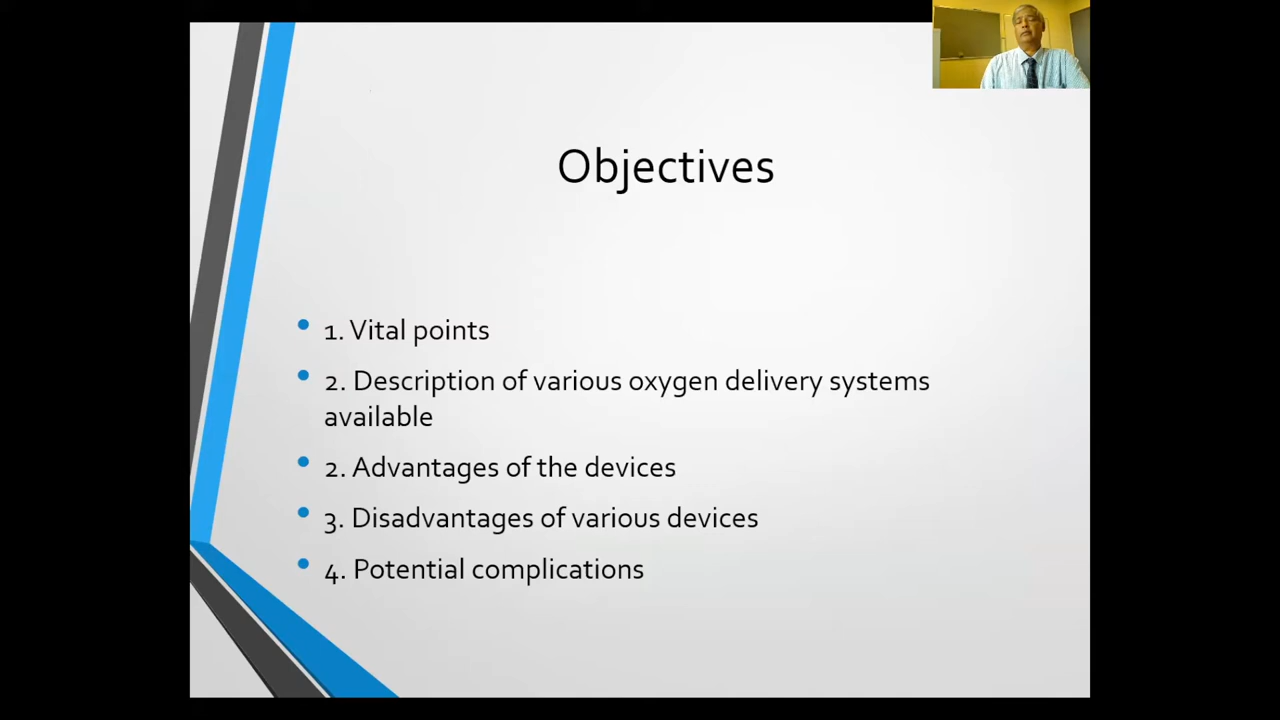 Objectives
• 1. Vital points
• 2. Description of various oxygen delivery systems
available
• 2. Advantages of the devices
• 3. Disadvantages of various devices
• 4. Potential complications